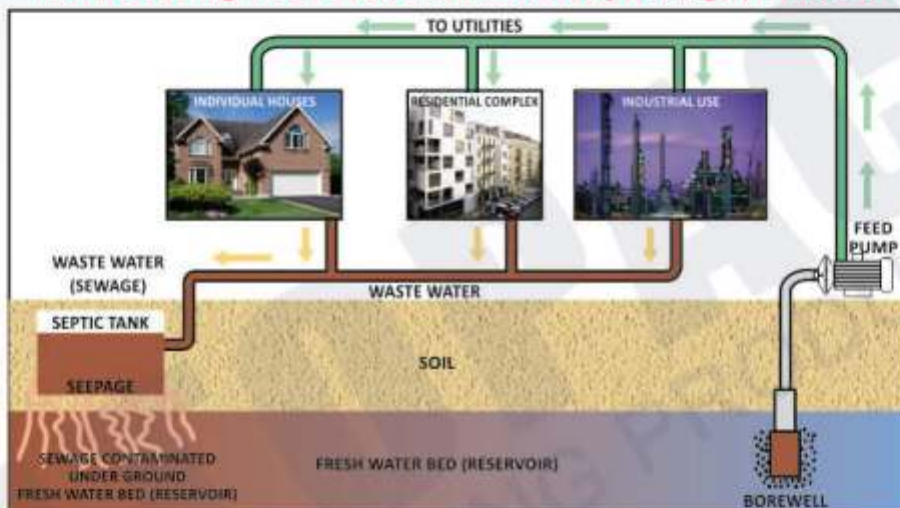 TO UTILITIES
INDIVIDUAL HOUSES
RESIDENTIAL COMPLEX
INDUSTRIAL USE
FEED
PUMP
WASTE WATER
(SEWAGE)
WASTE WATER
SEPTIC TANK
SOIL
SEEPAGE
SEWAGE CONTAMINATED
UNDER GROUND
FRESH WATER BED (RESERVOIR)
FRESH WATER BED (RESERVOIR)
BOREWELL